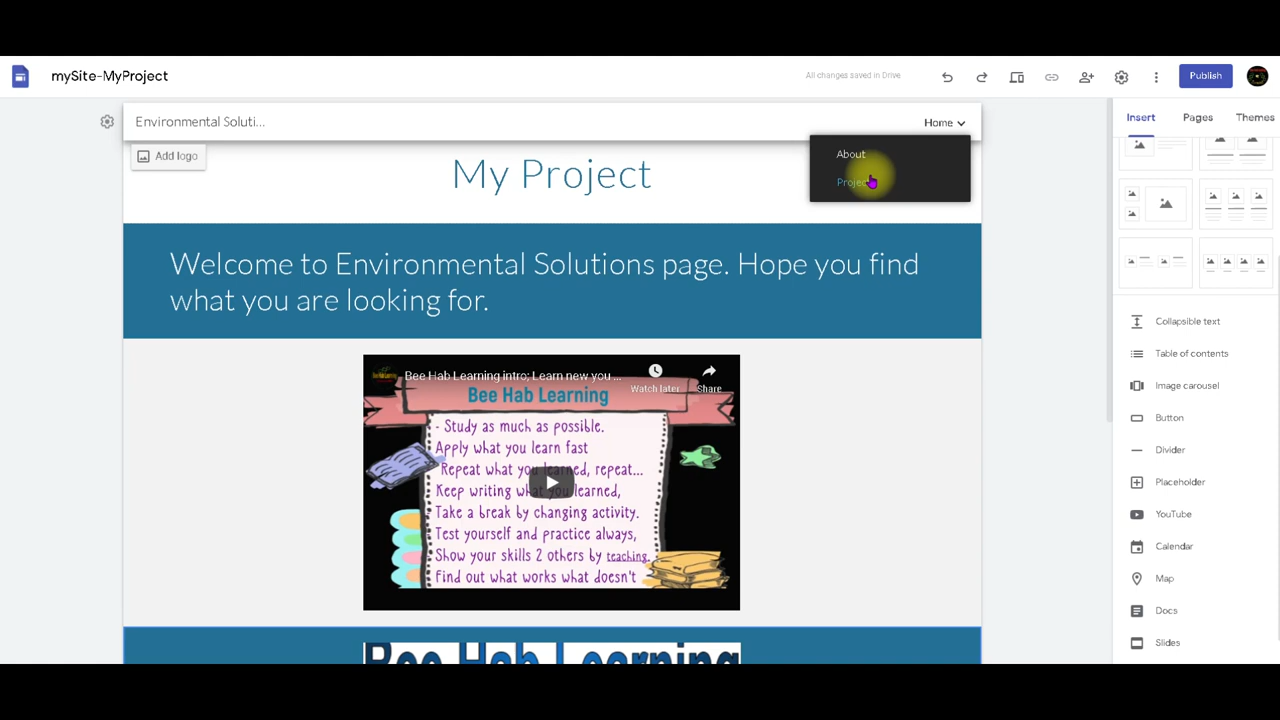 mySite-MyProject
All changes saved in Drive
Publish
Environmental Soluti...
Home
Insert
Pages
Themes
Add logo
About
My Project
Project
Welcome to Environmental Solutions page. Hope you find
what you are looking for.
Collapsible text
Table of contents
Image carousel
Button
Divider
Placeholder
YouTube
Calendar
Map
Docs
Slides
Bee Hab Learning intro; Learn new you ...
Watch later
Share
Bee Hab Learning
- Study as much as possible.
Apply what you learn fast
Repeat what you learned, repeat...
Keep writing what you learned,
Take a break by changing activity.
Test yourself and practice always,
Show your skills 2 others by teaching.
Find out what works what doesn't
Bee Hab Learning